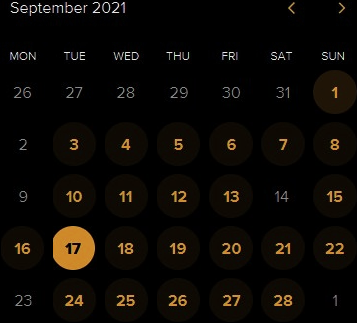 September 2021
MON TUE WED THU FRI SAT SUN
26 27 28 29 30 31 1
2 3 4 5 6 7 8
9 10 11 12 13 14 15
16 17 18 19 20 21 22
23 24 25 26 27 28 1